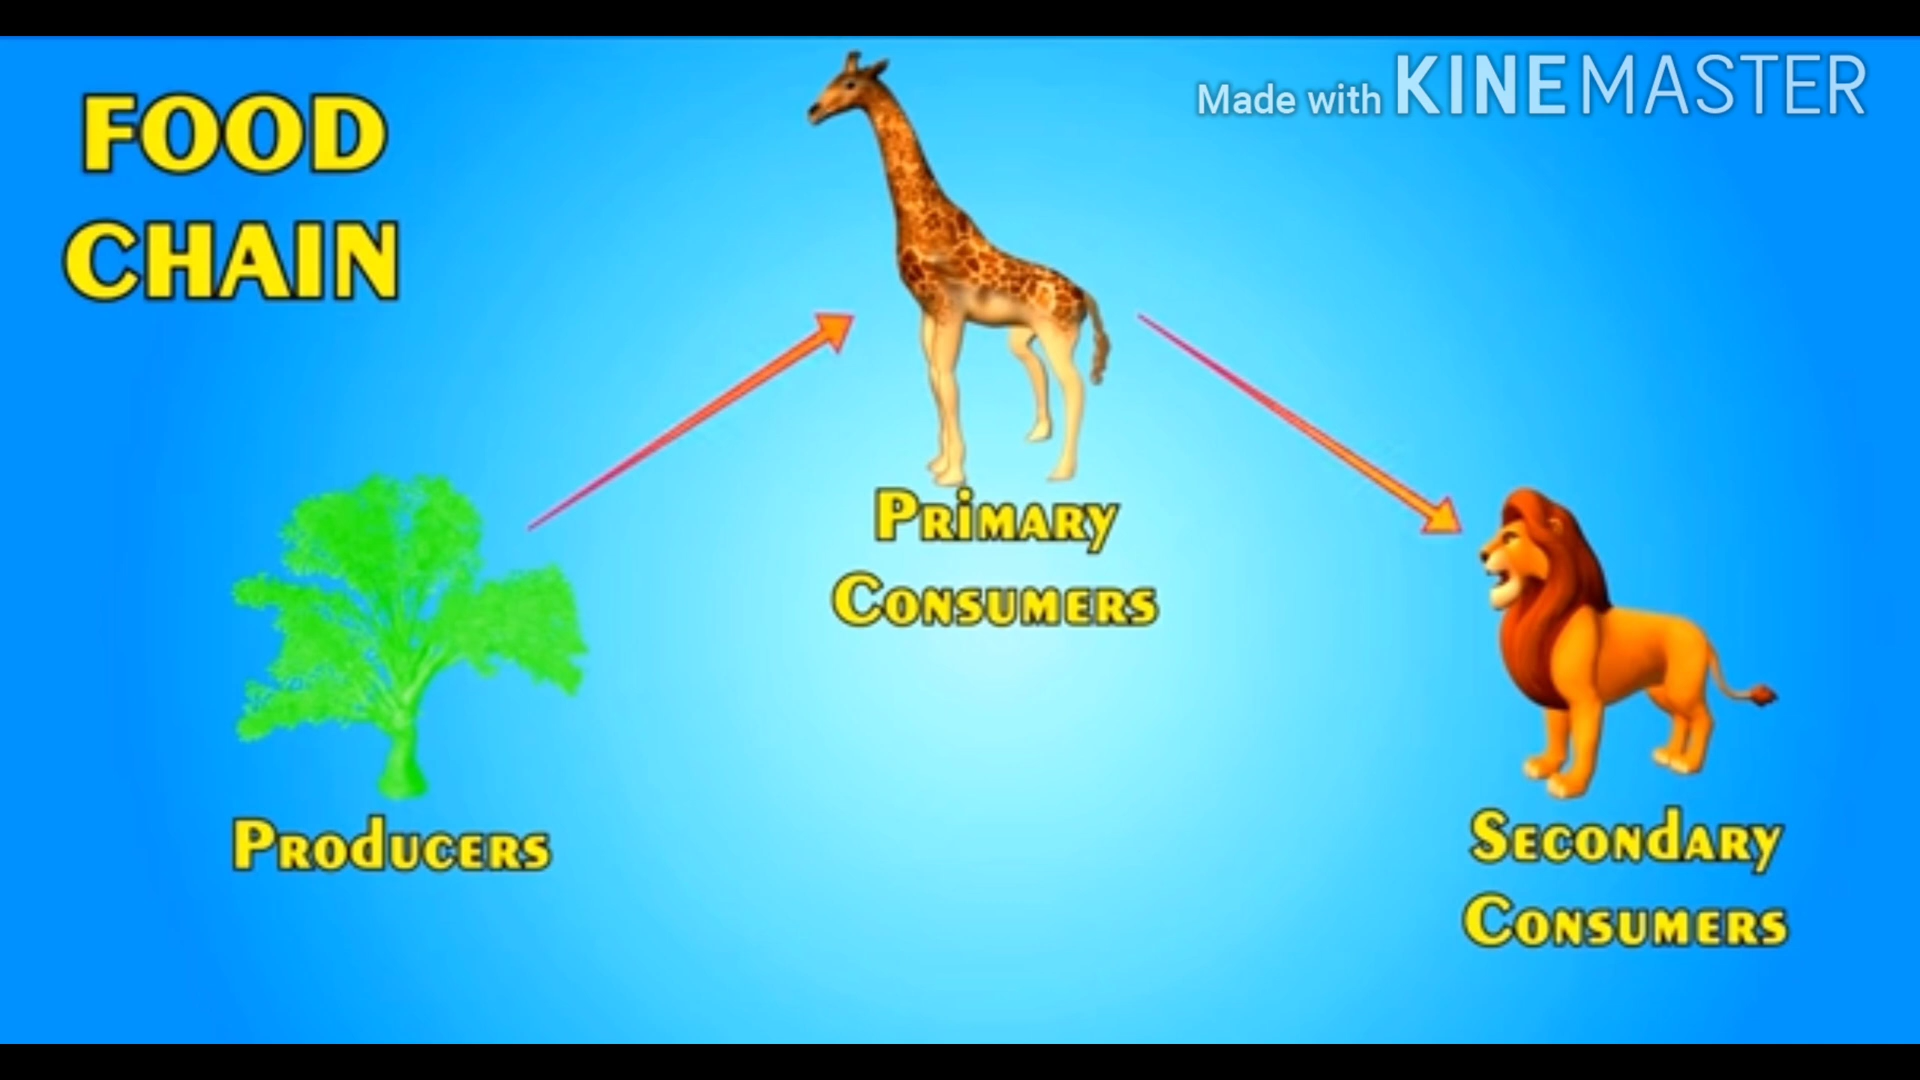 FOOD
CHAIN
Made with KINEMASTER
Primary
Consumers
Producers
Secondary
Consumers